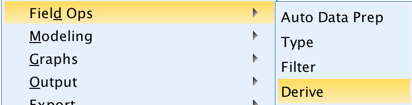 Field Ops
Modeling
Graphs
Output
Export
Auto Data Prep
Type
Filter
Derive